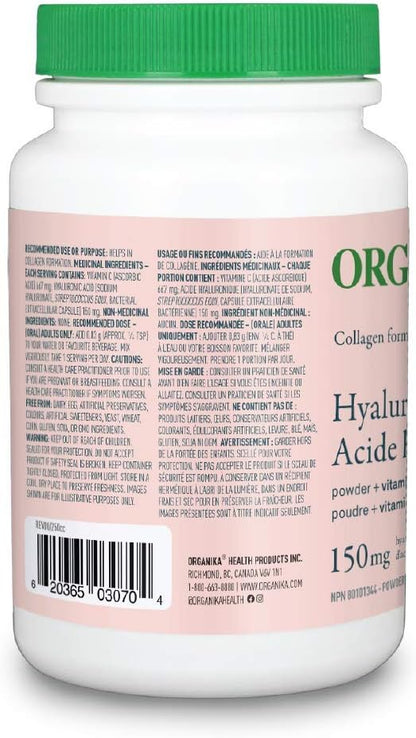 RECOMMENDED USE OR PURPOSE: HELPS IN
COLLAGEN FORMATION. MEDICINAL INGREDIENTS –
EACH SERVING CONTAINS: VITAMIN C (ASCORBIC
ACID) 667 MG, HYALURONIC ACID (SODIUM
HYALURONATE, STREPTOCOCCUS EQUI, BACTERIAL
EXTRACELLULAR CAPSULE) 150 MG. NON-MEDICINAL
INGREDIENTS: NONE. RECOMMENDED DOSE –
(ORAL) ADULTS ONLY: ADD 0.83 g (APPROX. ¼ TSP)
TO YOUR WATER OR FAVOURITE BEVERAGE. MIX
VIGOROUSLY. TAKE 1 SERVING PER DAY. CAUTIONS:
CONSULT A HEALTH CARE PRACTITIONER PRIOR TO USE
IF YOU ARE PREGNANT OR BREASTFEEDING. CONSULT A
HEALTH CARE PRACTITIONER IF SYMPTOMS WORSEN.
FREE FROM: DAIRY, EGG, ARTIFICIAL PRESERVATIVES,
COLOURS, ARTIFICIAL SWEETENERS, YEAST, WHEAT,
CORN, GLUTEN, SOYA, OR GMO INGREDIENTS.
WARNING: KEEP OUT OF REACH OF CHILDREN.
SEALED FOR YOUR PROTECTION. DO NOT ACCEPT
PRODUCT IF SAFETY SEAL IS BROKEN. KEEP CONTAINER
TIGHTLY CLOSED, PROTECTED FROM LIGHT. STORE IN A
COOL, DRY PLACE TO PRESERVE FRESHNESS. IMAGES
SHOWN ARE FOR ILLUSTRATIVE PURPOSES ONLY.
REV01/250cc
6 20365 03070 4
USAGE OU FINS RECOMMANDÉS : AIDE À LA FORMATION
DE COLLAGÈNE. INGRÉDIENTS MÉDICINAUX – CHAQUE
PORTION CONTIENT : VITAMINE C (ACIDE ASCORBIQUE)
667 MG, ACIDE HYALURONIQUE (HYALURONATE DE SODIUM,
STREPTOCOCCUS EQUI, CAPSULE EXTRACELLULAIRE
BACTÉRIENNE) 150 MG. INGRÉDIENT NON-MÉDICINAL :
AUCUN. DOSE RECOMMANDÉE – (ORALE) ADULTES
UNIQUEMENT : AJOUTER 0,83 g (ENV. ¼ C. À THÉ)
À L'EAU OU VOTRE BOISSON FAVORITE. MÉLANGER
VIGOUREUSEMENT. PRENDRE 1 PORTION PAR JOUR.
MISE EN GARDE : CONSULTER UN PRATICIEN DE SANTÉ
AVANT D'EN FAIRE L'USAGE SI VOUS ÊTES ENCEINTE OU
ALLAITEZ. CONSULTER UN PRATICIEN DE SANTÉ SI LES
SYMPTÔMES S'AGGRAVENT. NE CONTIENT PAS DE :
PRODUITS LAITIERS, ŒUFS, CONSERVATEURS ARTIFICIELS,
COLORANTS, ÉDULCORANTS ARTIFICIELS, LEVURE, BLÉ, MAÏS,
GLUTEN, SOJA NI OGM. AVERTISSEMENT : GARDER HORS
DE LA PORTÉE DES ENFANTS. SCELLÉ POUR VOTRE
PROTECTION. NE PAS ACCEPTER LE PRODUIT SI LE SCEAU DE
SÉCURITÉ EST ROMPU. À CONSERVER DANS UN RÉCIPIENT
HERMÉTIQUE À L'ABRI DE LA LUMIÈRE, DANS UN ENDROIT
FRAIS ET SEC POUR EN PRÉSERVER LA FRAÎCHEUR. LES
IMAGES PRÉSENTÉES SONT À TITRE INDICATIF SEULEMENT.
ORGANIKA® HEALTH PRODUCTS INC.
RICHMOND, BC, CANADA V6V 1N1
1-800-663-8880 | WWW.ORGANIKA.COM
@ORGANIKAHEALTH
ORG
Collagen form
Hyalur
Acide
powder + vitam
poudre + vitami
150mg
NPN 80101344 - POWDER